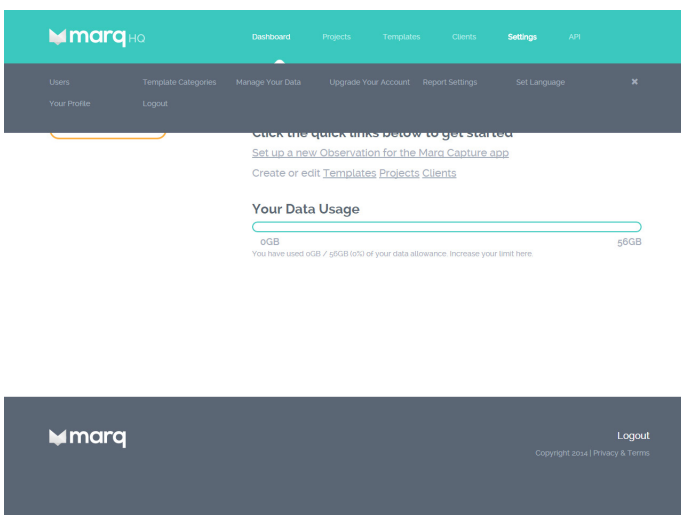 marq HQ
Dashboard Projects Templates Clients Settings API
Users Template Categories Manage Your Data Upgrade Your Account Report Settings Set Language ✖
Your Profile Logout
Click the quick links below to get started
Set up a new Observation for the Marq Capture app
Create or edit Templates Projects Clients
Your Data Usage
0GB 56GB
You have used 0GB / 56GB (0%) of your data allowance. Increase your limit here
marq
Logout
Copyright 2014 | Privacy & Terms